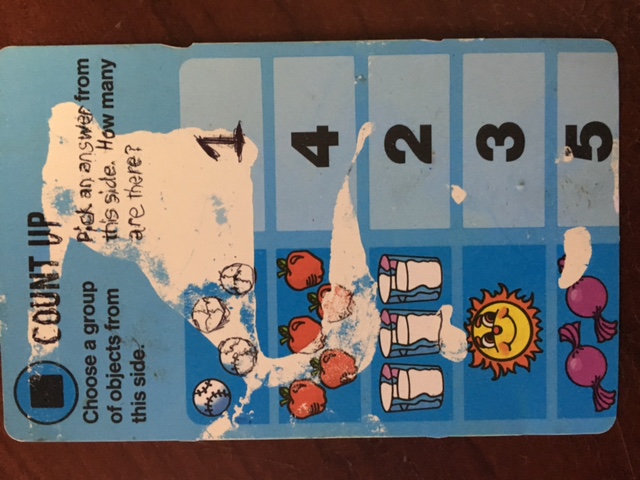 COUNT UP
Choose a group
of objects from
this side.
Pick an answer from
this side. How many
are there?
1
4
2
3
5